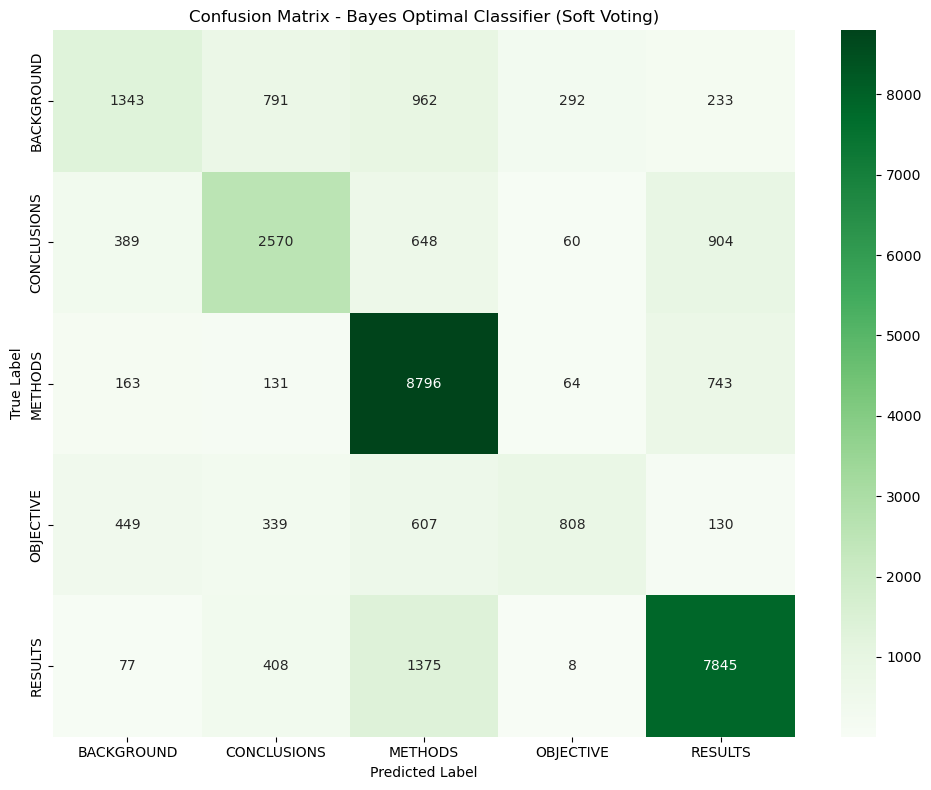 Confusion Matrix - Bayes Optimal Classifier (Soft Voting)
True Label
BACKGROUND 1343 791 962 292 233
CONCLUSIONS 389 2570 648 60 904
METHODS 163 131 8796 64 743
OBJECTIVE 449 339 607 808 130
RESULTS 77 408 1375 8 7845
BACKGROUND CONCLUSIONS METHODS OBJECTIVE RESULTS
Predicted Label
8000
7000
6000
5000
4000
3000
2000
1000